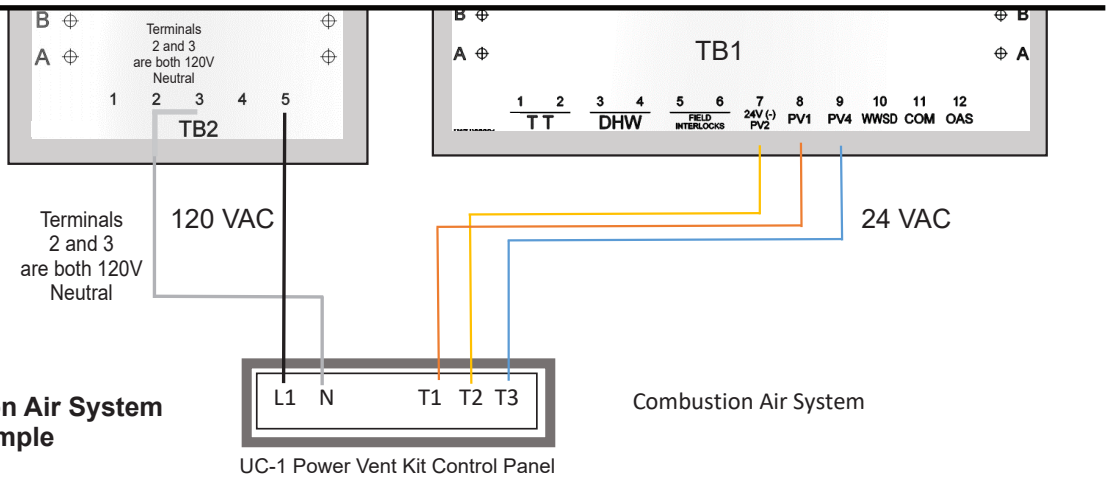 B
Terminals
2 and 3
are both 120V
Neutral
A
1 2 3 4 5
TB2
B B
A TB1 A
1 2 3 4 5 6 7 8 9 10 11 12
T T DHW FIELD INTERLOCKS 24V (-) PV2 PV1 PV4 WWSD COM OAS
Terminals
2 and 3
are both 120V
Neutral
120 VAC
24 VAC
L1 N T1 T2 T3
on Air System
mple
Combustion Air System
UC-1 Power Vent Kit Control Panel